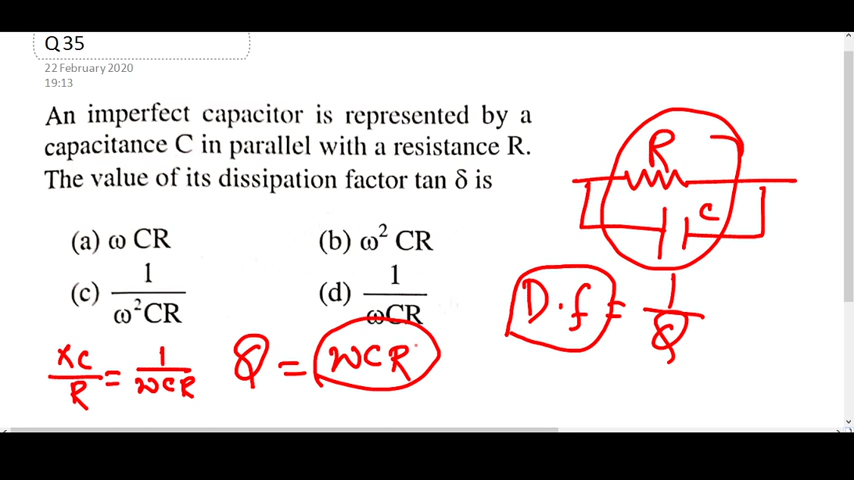 Q 35
22 February 2020
19:13
An imperfect capacitor is represented by a
capacitance C in parallel with a resistance R.
The value of its dissipation factor tan δ is
(a) ω CR
(b) ω² CR
(c) 1/ω²CR
(d) 1/ωCR
R
C
D.f = 1/Q
XC/R = 1/ωCR
Q = ωCR